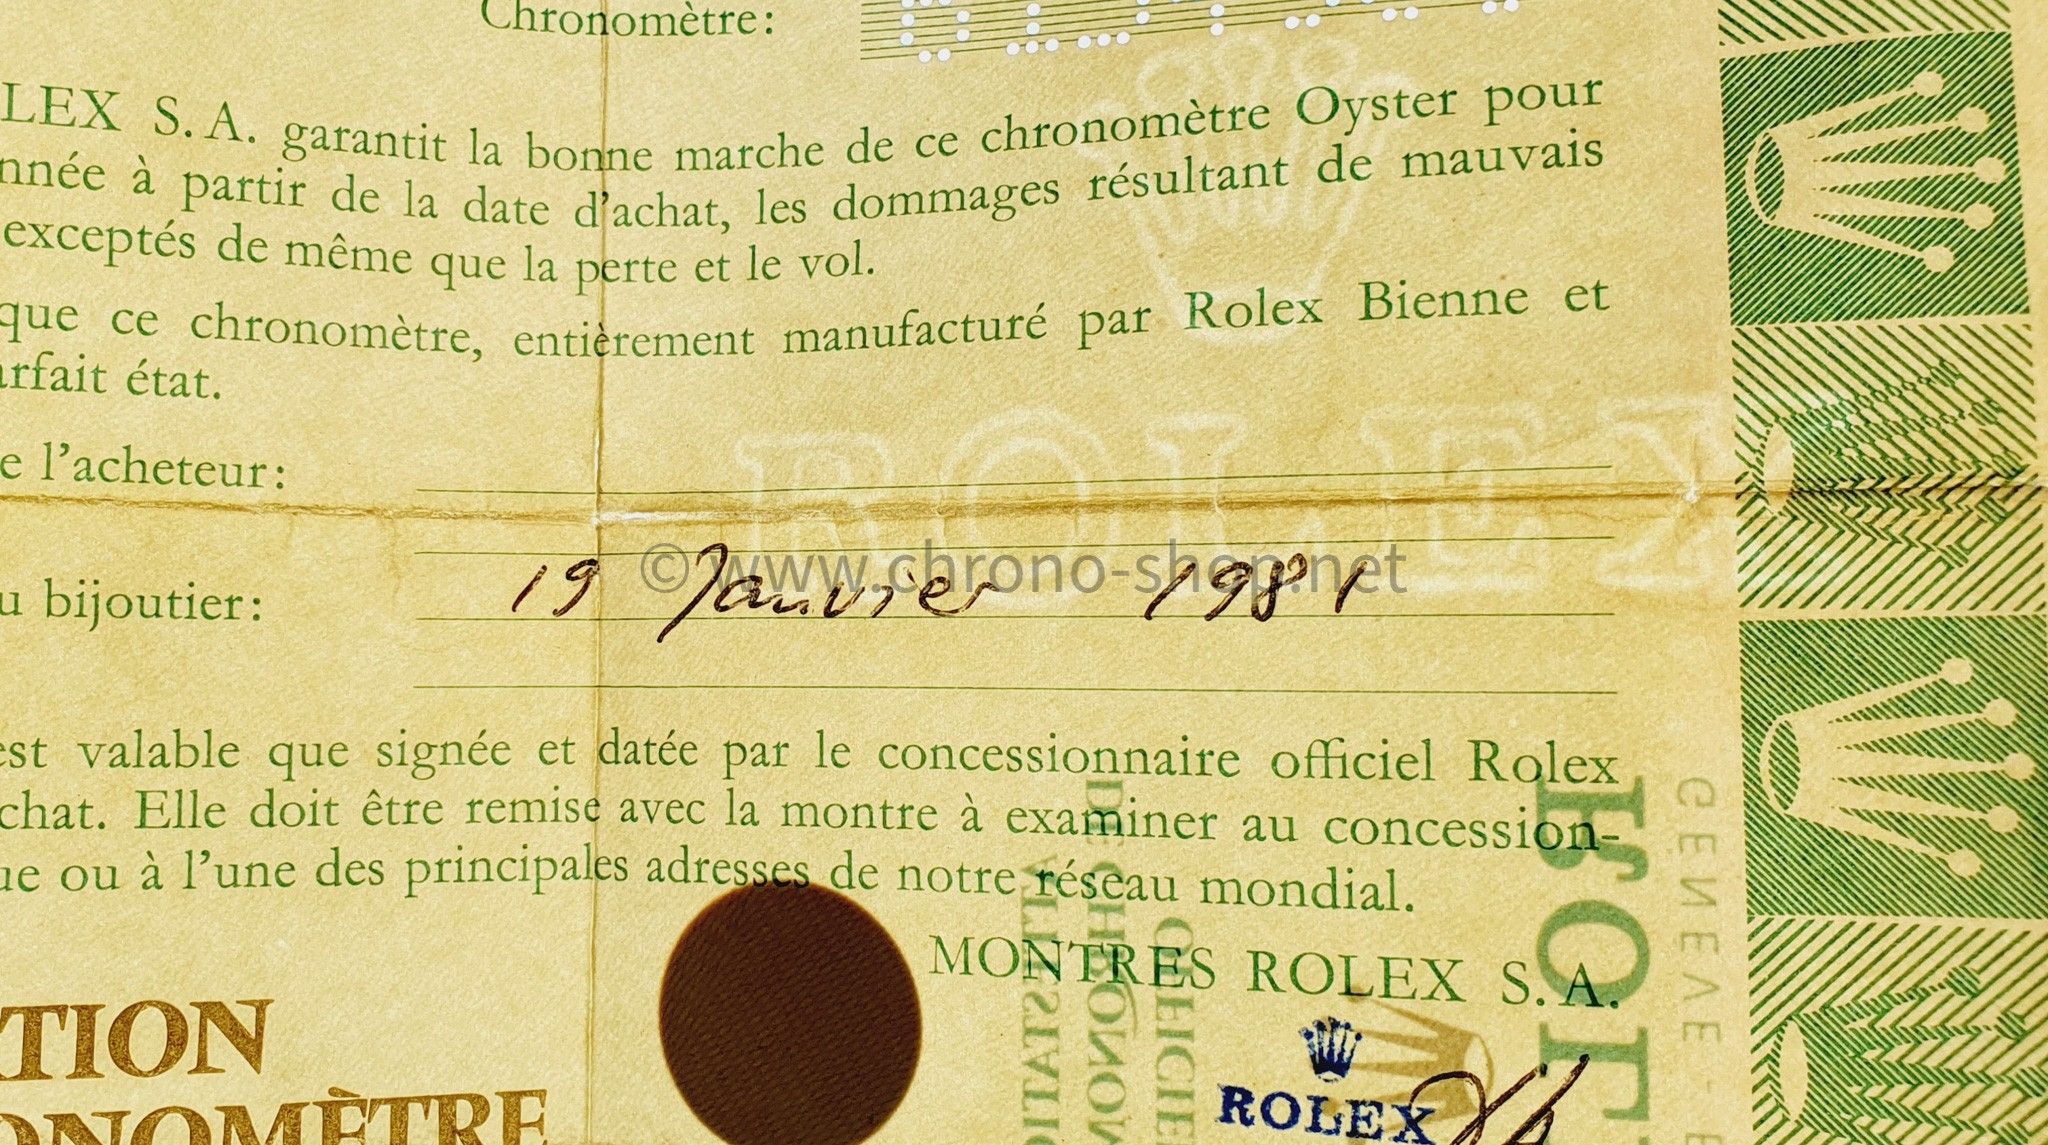 Chronomètre:
LEX S. A. garantit la bonne marche de ce chronomètre Oyster pour
nnée à partir de la date d'achat, les dommages résultant de mauvais
exceptés de même que la perte et le vol.
que ce chronomètre, entièrement manufacturé par Rolex Bienne et
rfait état.
e l'acheteur:
ROLEX
© www.chrono-shop.net
u bijoutier: 19 Janvier 1981
est valable que signée et datée par le concessionnaire officiel Rolex
chat. Elle doit être remise avec la montre à examiner au concession-
ue ou à l'une des principales adresses de notre réseau mondial.
MONTRES ROLEX S. A.
TION
ONOMÈTRE
ROLEX